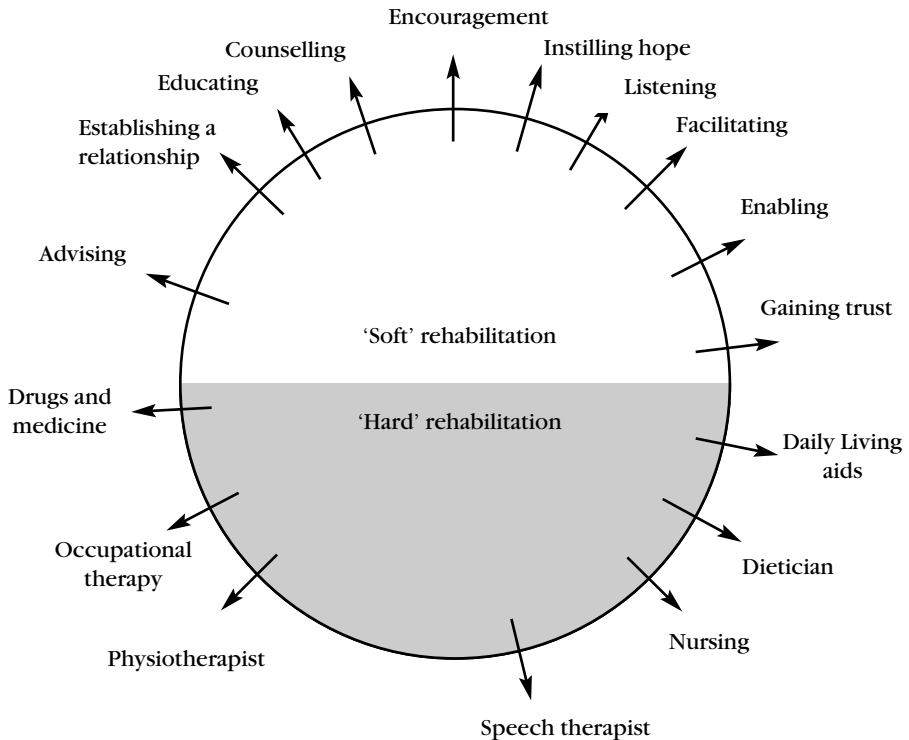 Encouragement
Counselling
Instilling hope
Educating
Listening
Establishing a
relationship
Facilitating
Enabling
Advising
Gaining trust
‘Soft’ rehabilitation
Drugs and
medicine
‘Hard’ rehabilitation
Daily Living
aids
Occupational
therapy
Dietician
Nursing
Physiotherapist
Speech therapist